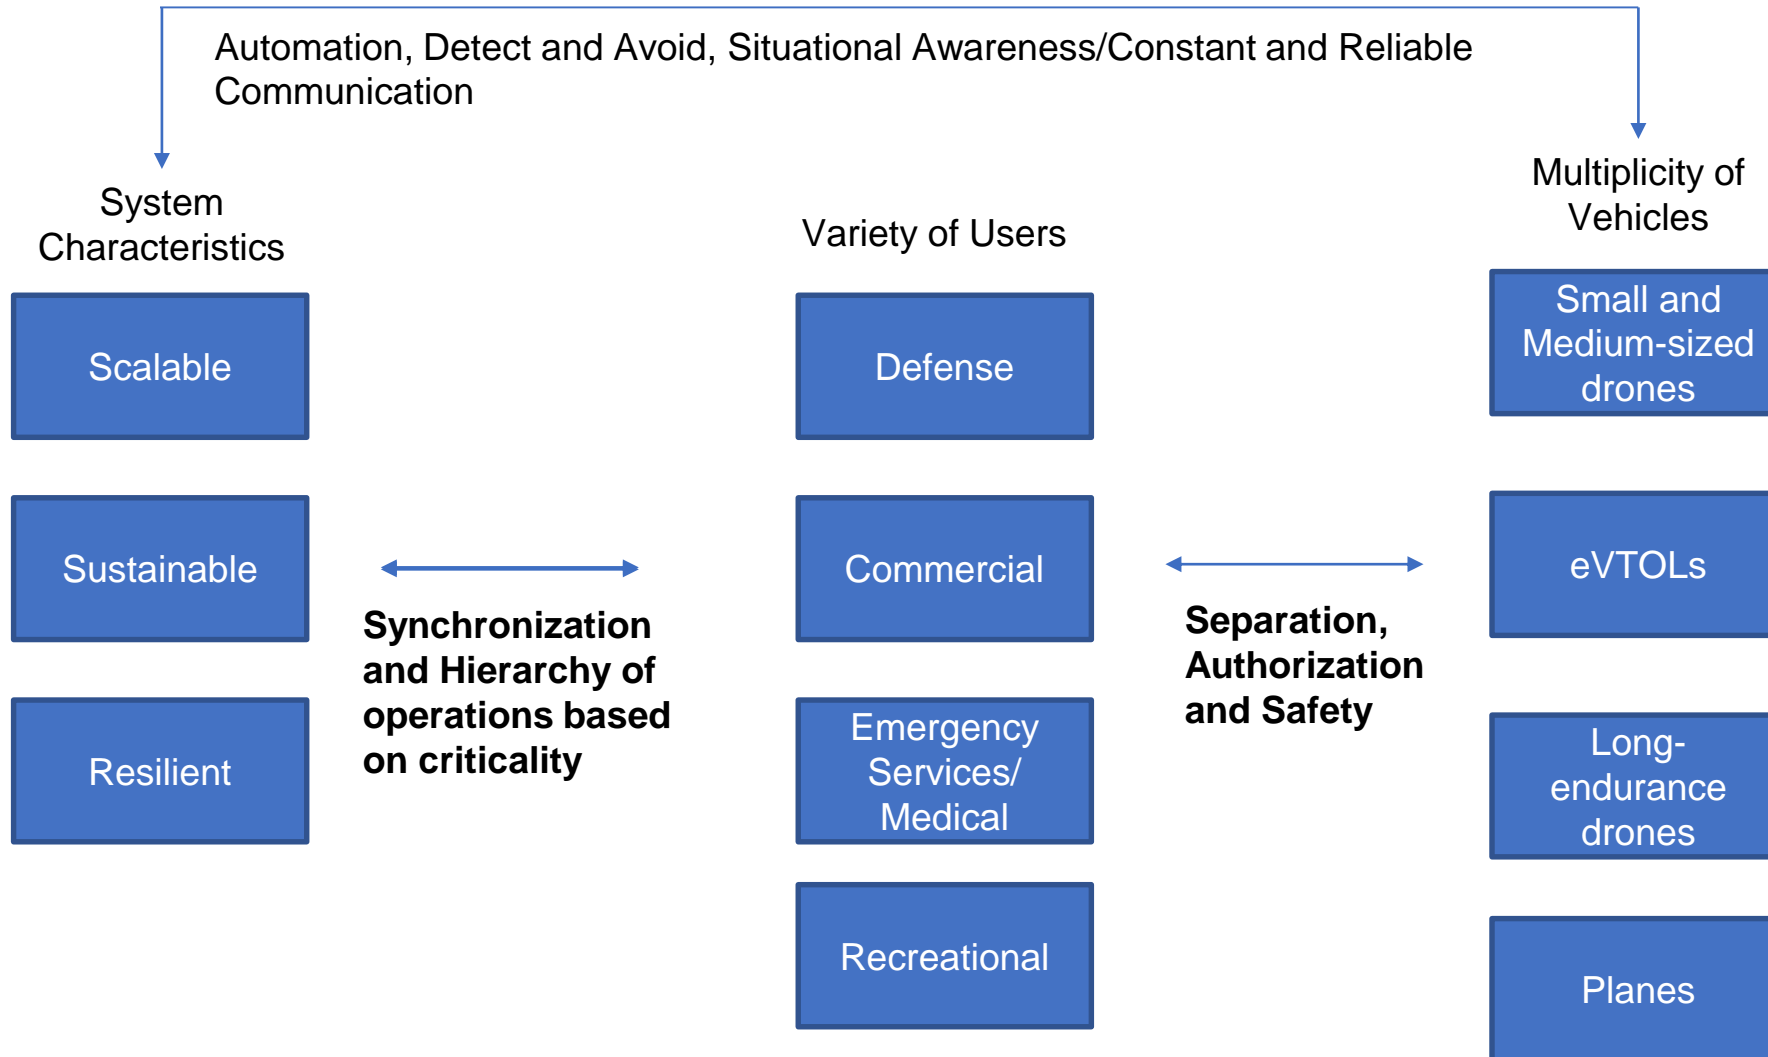 Automation, Detect and Avoid, Situational Awareness/Constant and Reliable
Communication
System
Characteristics
Scalable
Sustainable
Resilient
Synchronization
and Hierarchy of
operations based
on criticality
Variety of Users
Defense
Commercial
Emergency
Services/
Medical
Recreational
Separation,
Authorization
and Safety
Multiplicity of
Vehicles
Small and
Medium-sized
drones
eVTOLs
Long-
endurance
drones
Planes